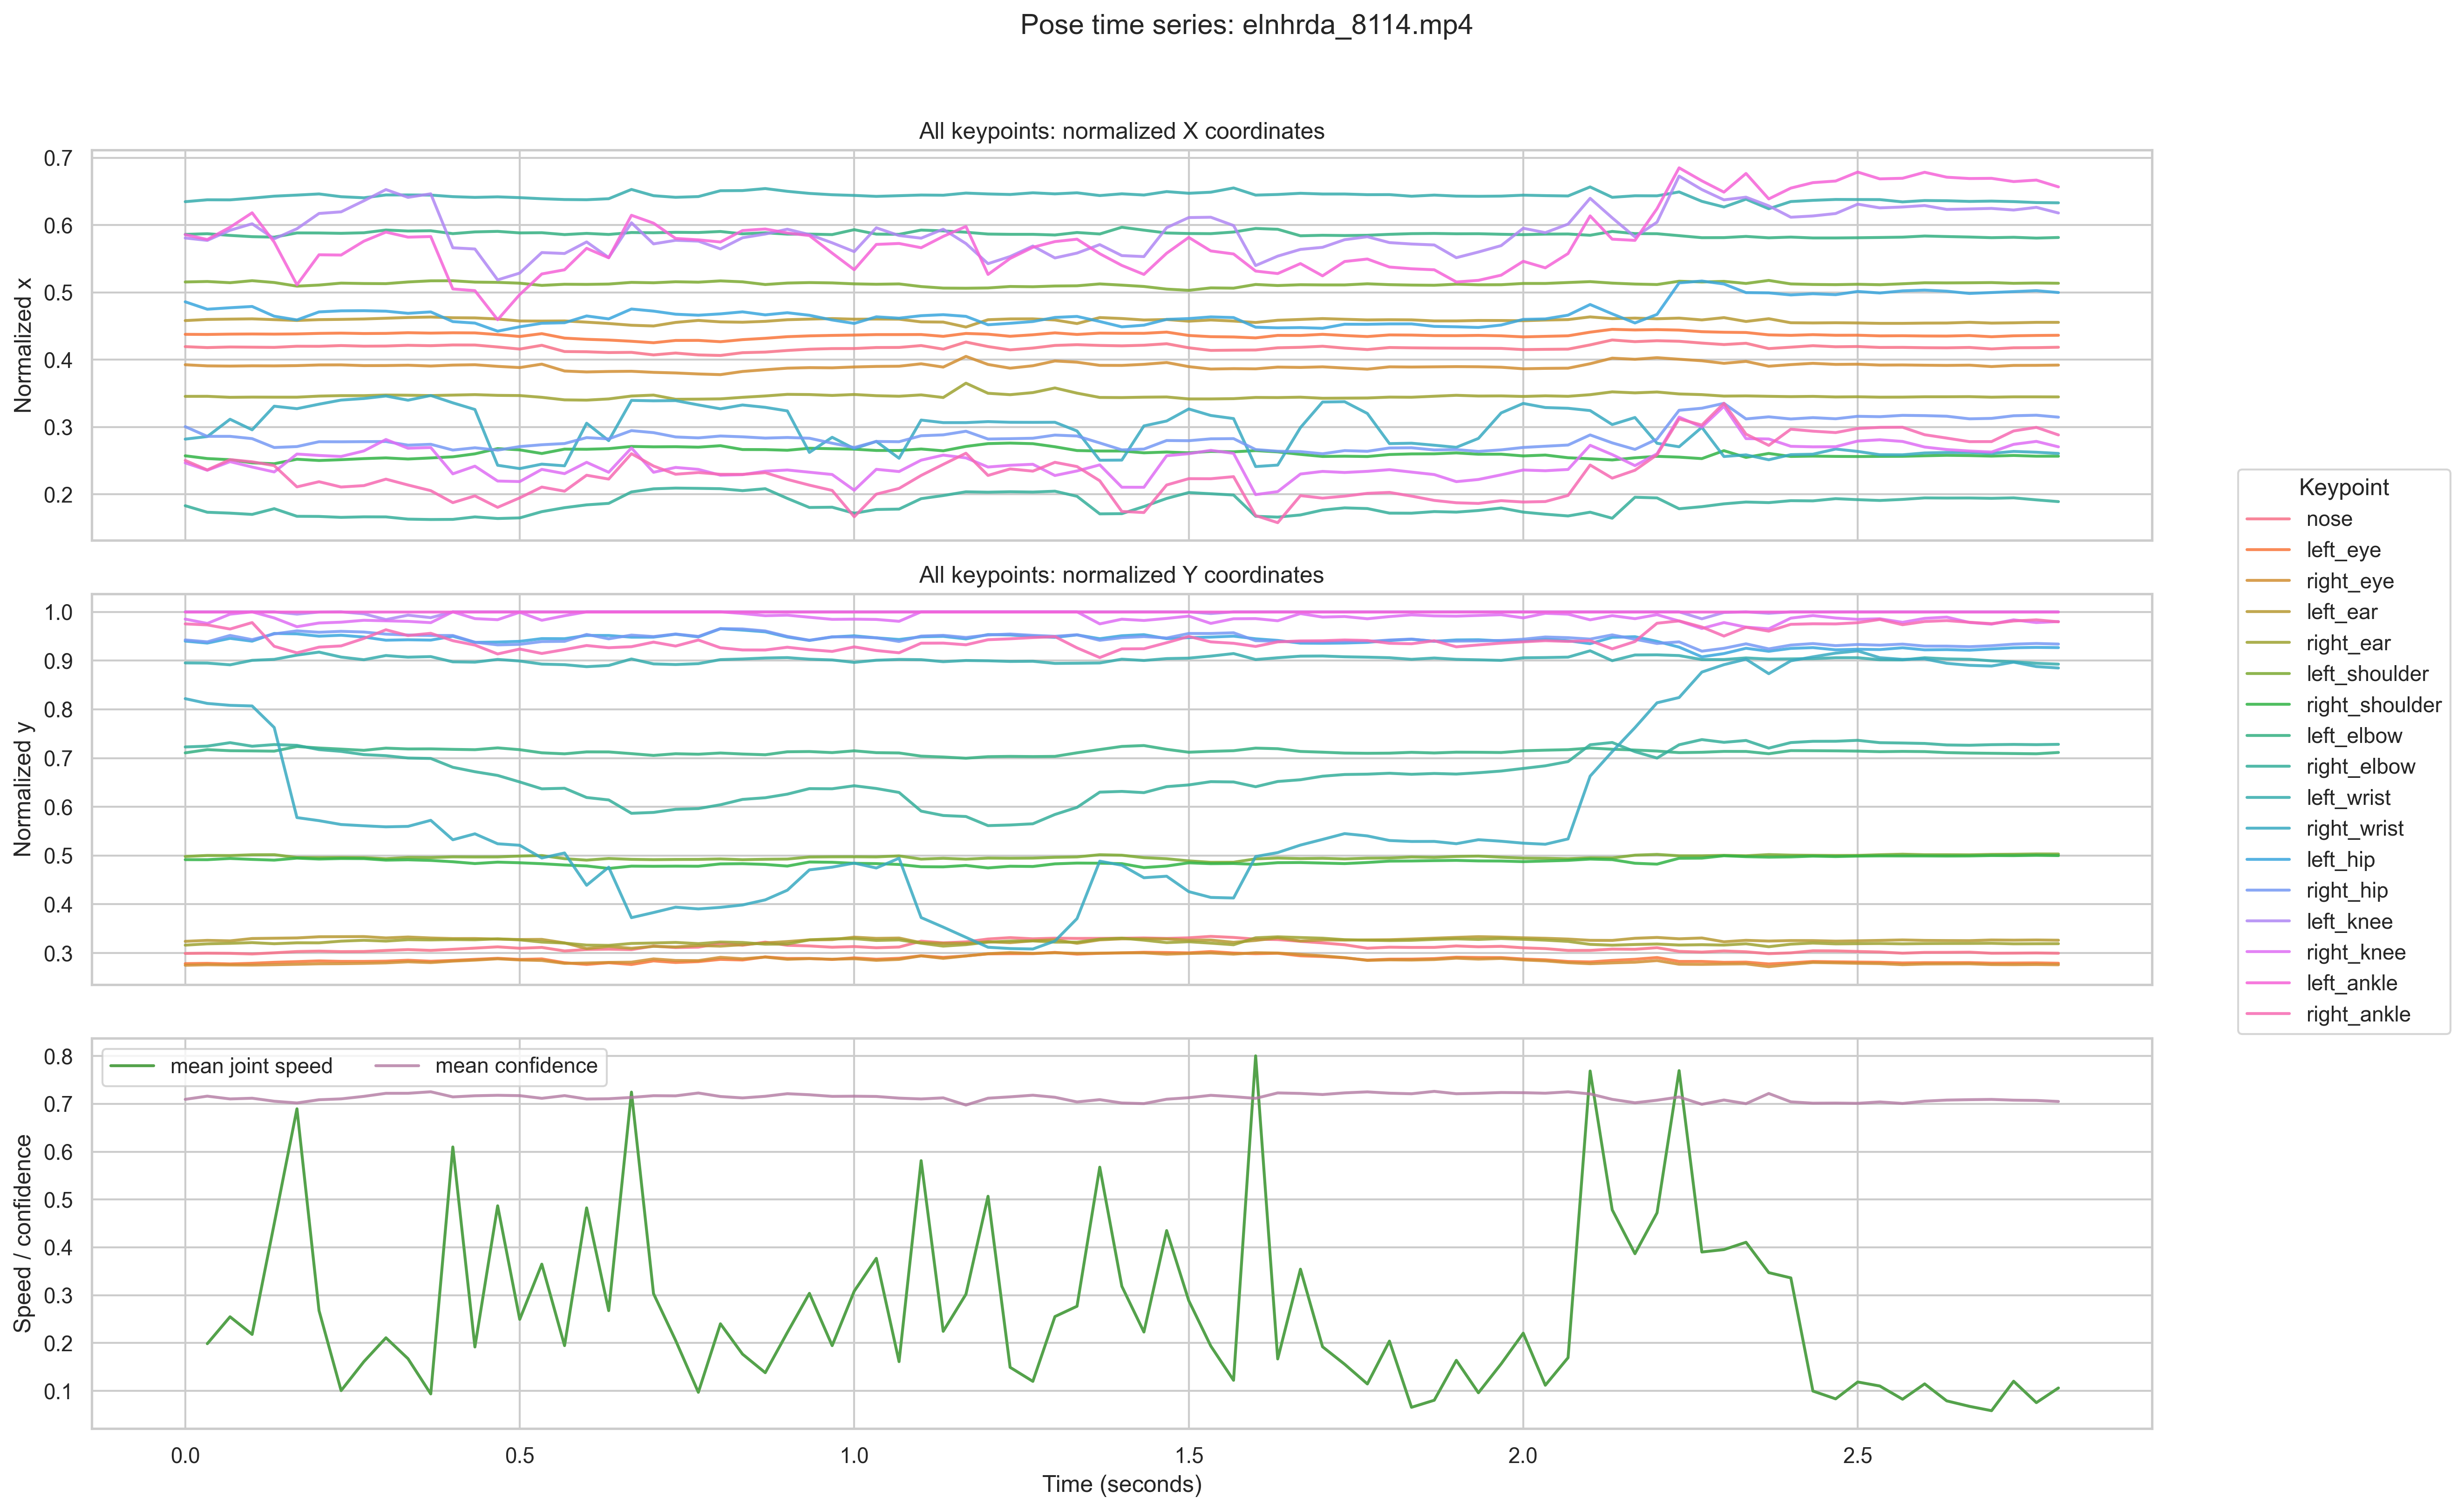 Pose time series: elnhrda_8114.mp4
All keypoints: normalized X coordinates
0.7
0.6
0.5
0.4
0.3
0.2
Normalized x
All keypoints: normalized Y coordinates
1.0
0.9
0.8
0.7
0.6
0.5
0.4
0.3
Normalized y
Keypoint
nose
left_eye
right_eye
left_ear
right_ear
left_shoulder
right_shoulder
left_elbow
right_elbow
left_wrist
right_wrist
left_hip
right_hip
left_knee
right_knee
left_ankle
right_ankle
mean joint speed
mean confidence
0.8
0.7
0.6
0.5
0.4
0.3
0.2
0.1
Speed / confidence
0.0
0.5
1.0
1.5
2.0
2.5
Time (seconds)